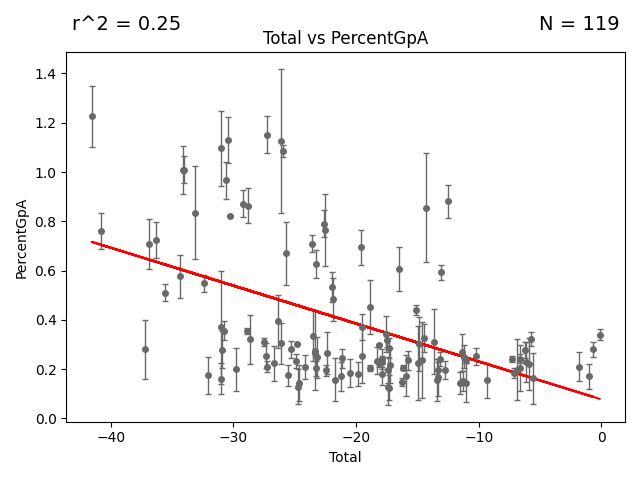 r^2 = 0.25
N = 119
Total vs PercentGpA
1.4
1.2
1.0
0.8
0.6
0.4
0.2
0.0
PercentGpA
−40
−30
−20
−10
0
Total